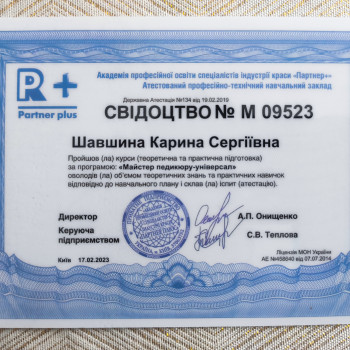 Академія професійної освіти спеціалістів індустрії краси «Партнер+»
Атестований професійно-технічний навчальний заклад
P +
Partner plus
Державна Атестація №134 від 19.02.2019
СВІДОЦТВО № М 09523
Шавшина Карина Сергіївна
Пройшов (ла) курси (теоретична та практична підготовка)
за програмою: «Майстер педикюру-універсал»
оволодів (ла) об'ємом теоретичних знань та практичних навичок
відповідно до навчального плану і склав (ла) іспит (атестацію).
Директор
А.П. Онищенко
Керуюча
підприємством
С.В. Теплова
Київ 17.02.2023
Ліцензія МОН України
АЕ №458040 від 07.07.2014